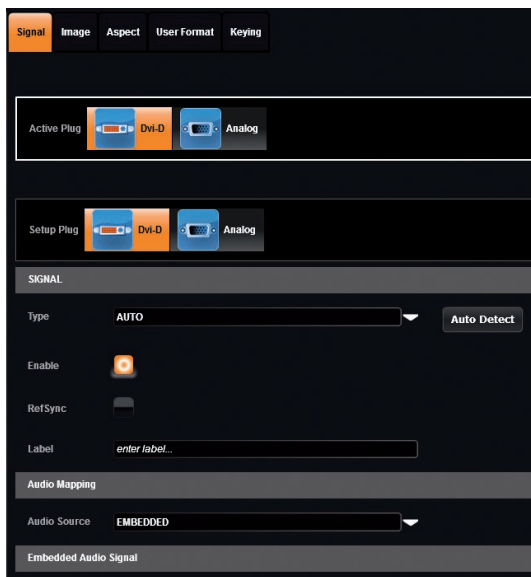 Signal Image Aspect User Format Keying
Active Plug Dvi-D Analog
Setup Plug Dvi-D Analog
SIGNAL
Type AUTO Auto Detect
Enable
RefSync
Label enter label...
Audio Mapping
Audio Source EMBEDDED
Embedded Audio Signal